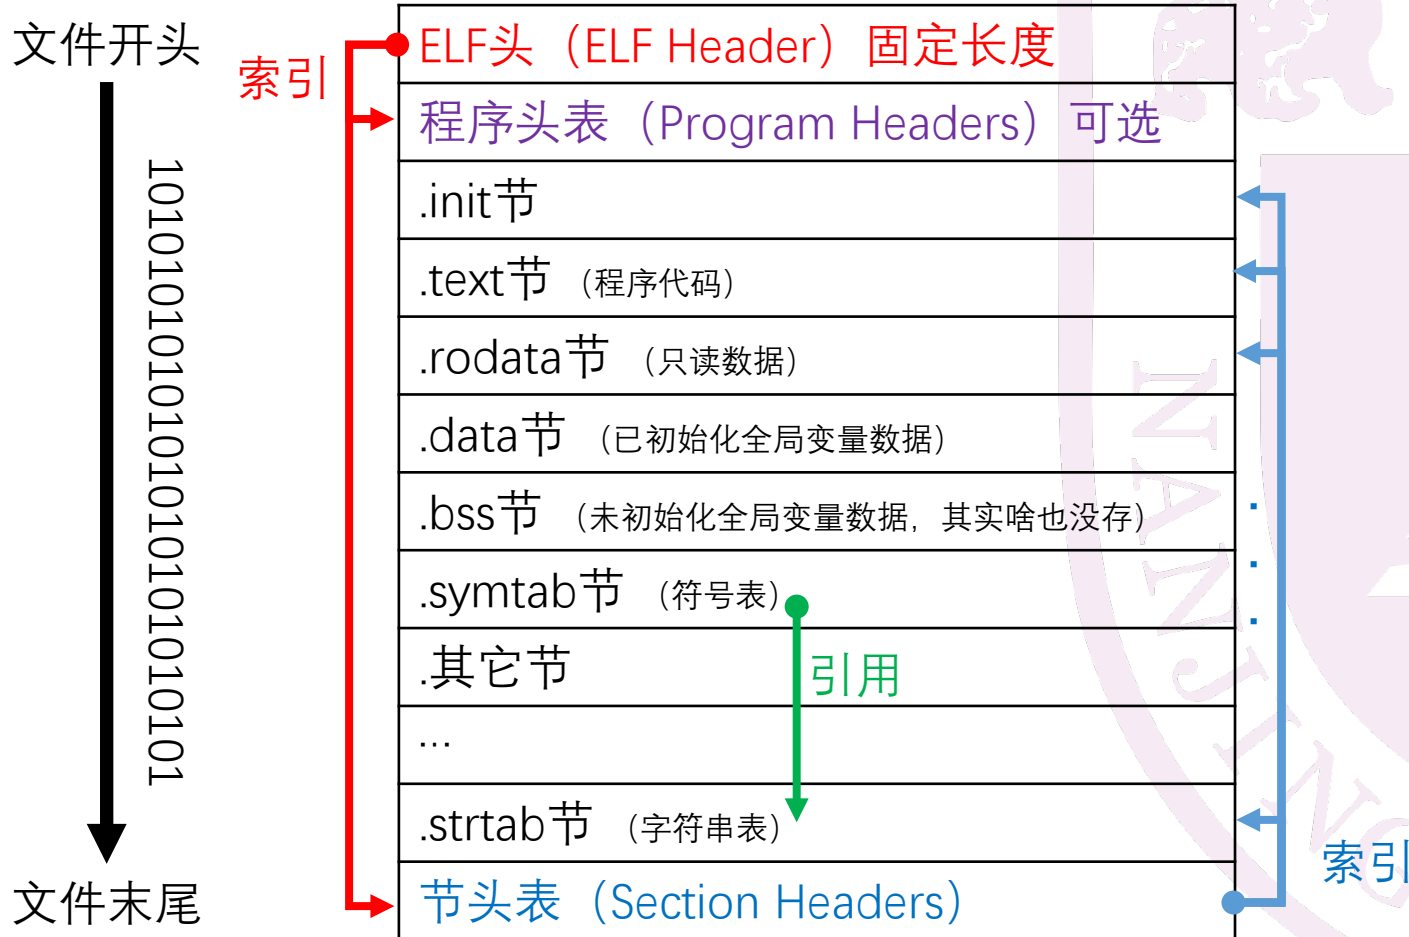 文件开头
索引
ELF头（ELF Header）固定长度
程序头表（Program Headers）可选
.init节
.text节 （程序代码）
.rodata节 （只读数据）
.data节 （已初始化全局变量数据）
.bss节 （未初始化全局变量数据，其实啥也没存）
.symtab节 （符号表）
.其它节
引用
...
.strtab节 （字符串表）
节头表（Section Headers）
索引
文件末尾
1010101010101010101010101010101
NANJING